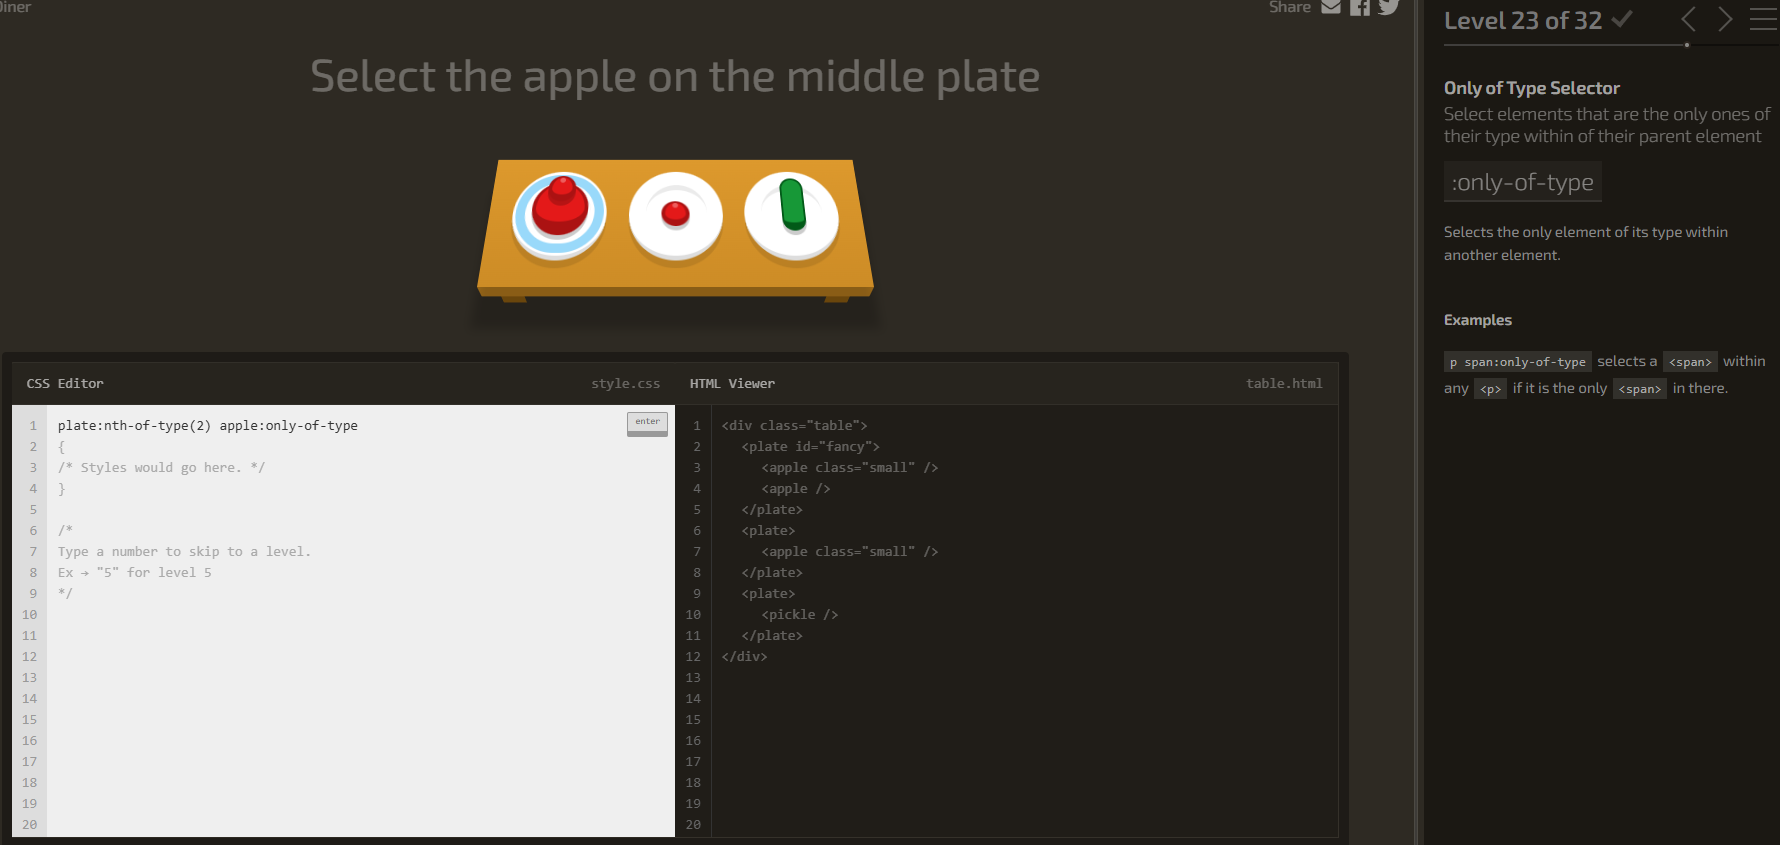 Diner
Share
Select the apple on the middle plate
CSS Editor
style.css
1 plate:nth-of-type(2) apple:only-of-type
enter
2 {
3 /* Styles would go here. */
4 }
5
6 /*
7 Type a number to skip to a level.
8 Ex → "5" for level 5
9 */
10
11
12
13
14
15
16
17
18
19
20
HTML Viewer
table.html
1 <div class="table">
2 <plate id="fancy">
3 <apple class="small" />
4 <apple />
5 </plate>
6 <plate>
7 <apple class="small" />
8 </plate>
9 <plate>
10 <pickle />
11 </plate>
12 </div>
13
14
15
16
17
18
19
20
Level 23 of 32
Only of Type Selector
Select elements that are the only ones of
their type within of their parent element
:only-of-type
Selects the only element of its type within
another element.
Examples
p span:only-of-type selects a <span> within
any <p> if it is the only <span> in there.